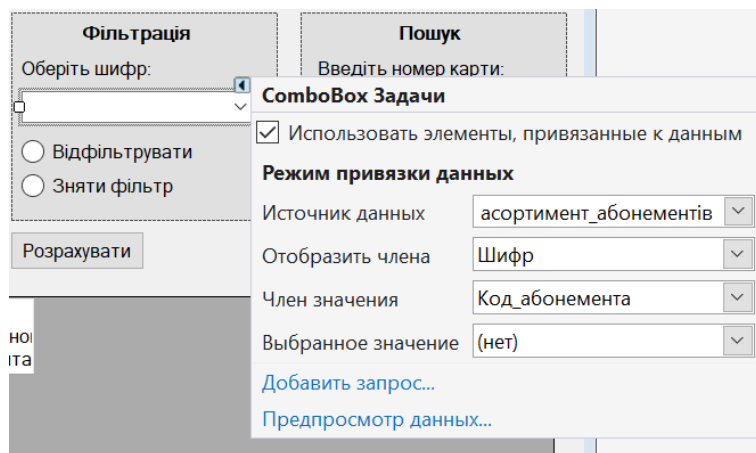 Фільтрація
Оберіть шифр:
Відфільтрувати
Зняти фільтр
Розрахувати
Пошук
Введіть номер карти:
ComboBox Задачи
Использовать элементы, привязанные к данным
Режим привязки данных
Источник данных асортимент_абонементів
Отобразить члена Шифр
Член значения Код_абонемента
Выбранное значение (нет)
Добавить запрос...
Предпросмотр данных...